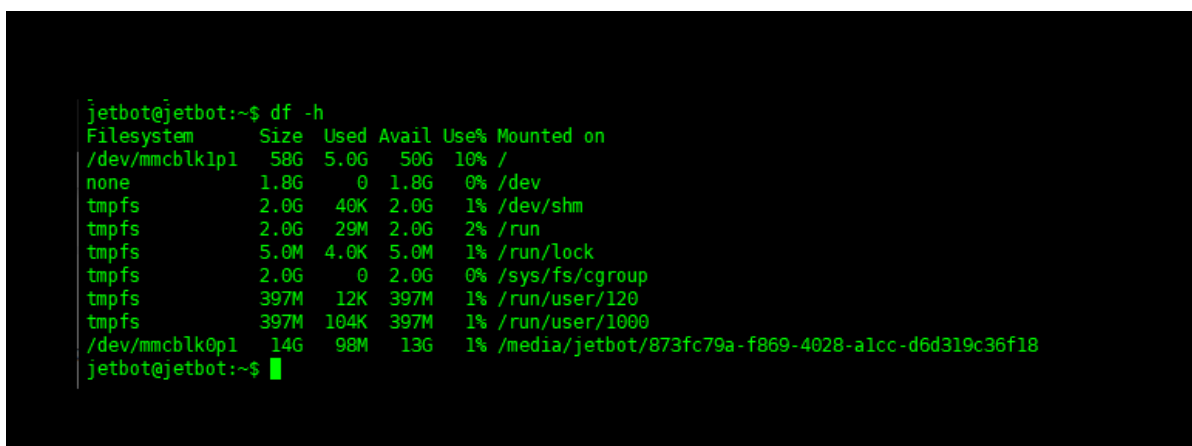 jetbot@jetbot:~$ df -h
Filesystem      Size  Used Avail Use% Mounted on
/dev/mmcblk1p1   58G  5.0G   50G  10% /
none            1.8G     0  1.8G   0% /dev
tmpfs           2.0G   40K  2.0G   1% /dev/shm
tmpfs           2.0G   29M  2.0G   2% /run
tmpfs           5.0M  4.0K  5.0M   1% /run/lock
tmpfs           2.0G     0  2.0G   0% /sys/fs/cgroup
tmpfs           397M   12K  397M   1% /run/user/120
tmpfs           397M  104K  397M   1% /run/user/1000
/dev/mmcblk0p1   14G   98M   13G   1% /media/jetbot/873fc79a-f869-4028-a1cc-d6d319c36f18
jetbot@jetbot:~$